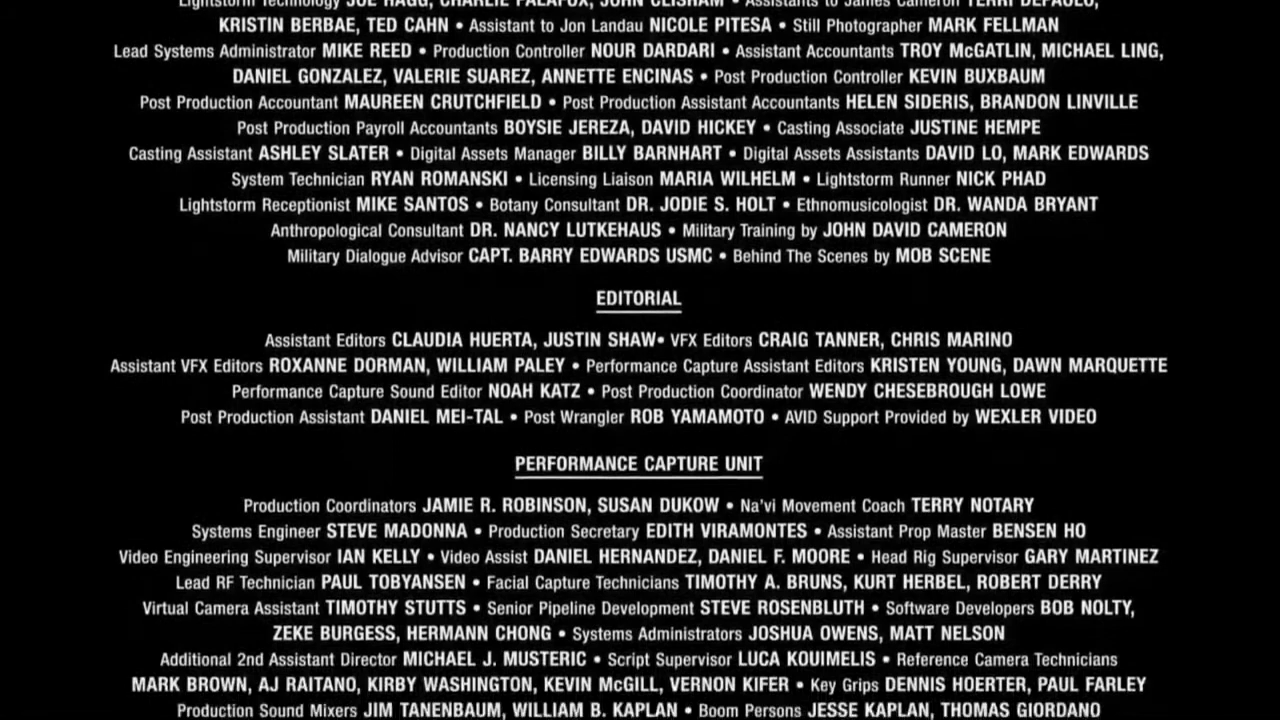 Lightstorm Technology JOE HAGG, CHARLIE PALAFOX, JOHN CLISHAM • Assistants to James Cameron TERRI DEPAOLO,
KRISTIN BERBAE, TED CAHN • Assistant to Jon Landau NICOLE PITESA • Still Photographer MARK FELLMAN
Lead Systems Administrator MIKE REED • Production Controller NOUR DARDARI • Assistant Accountants TROY McGATLIN, MICHAEL LING,
DANIEL GONZALEZ, VALERIE SUAREZ, ANNETTE ENCINAS • Post Production Controller KEVIN BUXBAUM
Post Production Accountant MAUREEN CRUTCHFIELD • Post Production Assistant Accountants HELEN SIDERIS, BRANDON LINVILLE
Post Production Payroll Accountants BOYSIE JEREZA, DAVID HICKEY • Casting Associate JUSTINE HEMPE
Casting Assistant ASHLEY SLATER • Digital Assets Manager BILLY BARNHART • Digital Assets Assistants DAVID LO, MARK EDWARDS
System Technician RYAN ROMANSKI • Licensing Liaison MARIA WILHELM • Lightstorm Runner NICK PHAD
Lightstorm Receptionist MIKE SANTOS • Botany Consultant DR. JODIE S. HOLT • Ethnomusicologist DR. WANDA BRYANT
Anthropological Consultant DR. NANCY LUTKEHAUS • Military Training by JOHN DAVID CAMERON
Military Dialogue Advisor CAPT. BARRY EDWARDS USMC • Behind The Scenes by MOB SCENE
EDITORIAL
Assistant Editors CLAUDIA HUERTA, JUSTIN SHAW• VFX Editors CRAIG TANNER, CHRIS MARINO
Assistant VFX Editors ROXANNE DORMAN, WILLIAM PALEY • Performance Capture Assistant Editors KRISTEN YOUNG, DAWN MARQUETTE
Performance Capture Sound Editor NOAH KATZ • Post Production Coordinator WENDY CHESEBROUGH LOWE
Post Production Assistant DANIEL MEI-TAL • Post Wrangler ROB YAMAMOTO • AVID Support Provided by WEXLER VIDEO
PERFORMANCE CAPTURE UNIT
Production Coordinators JAMIE R. ROBINSON, SUSAN DUKOW • Na'vi Movement Coach TERRY NOTARY
Systems Engineer STEVE MADONNA • Production Secretary EDITH VIRAMONTES • Assistant Prop Master BENSEN HO
Video Engineering Supervisor IAN KELLY • Video Assist DANIEL HERNANDEZ, DANIEL F. MOORE • Head Rig Supervisor GARY MARTINEZ
Lead RF Technician PAUL TOBYANSEN • Facial Capture Technicians TIMOTHY A. BRUNS, KURT HERBEL, ROBERT DERRY
Virtual Camera Assistant TIMOTHY STUTTS • Senior Pipeline Development STEVE ROSENBLUTH • Software Developers BOB NOLTY,
ZEKE BURGESS, HERMANN CHONG • Systems Administrators JOSHUA OWENS, MATT NELSON
Additional 2nd Assistant Director MICHAEL J. MUSTERIC • Script Supervisor LUCA KOUIMELIS • Reference Camera Technicians
MARK BROWN, AJ RAITANO, KIRBY WASHINGTON, KEVIN McGILL, VERNON KIFER • Key Grips DENNIS HOERTER, PAUL FARLEY
Production Sound Mixers JIM TANENBAUM, WILLIAM B. KAPLAN • Boom Persons JESSE KAPLAN, THOMAS GIORDANO